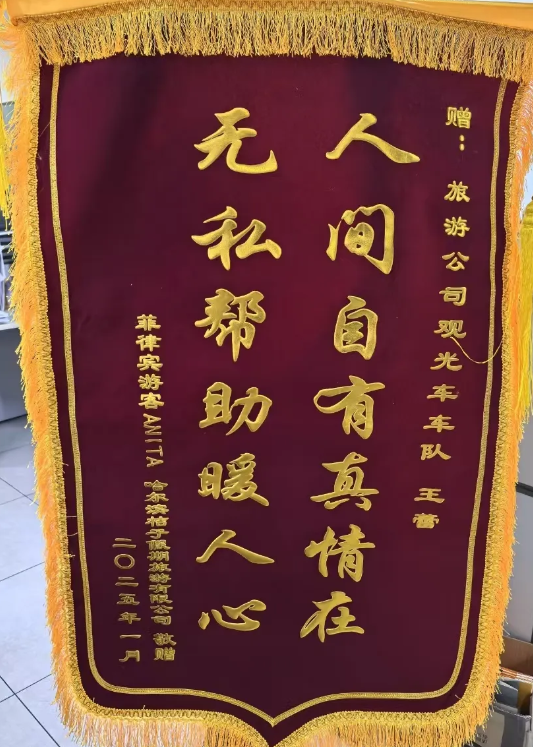 赠：旅游公司观光车车队 王蕾
人间自有真情在
无私帮助暖人心
菲律宾游客ANITA 哈尔滨桔子假期旅游有限公司 敬赠
二〇二五年一月